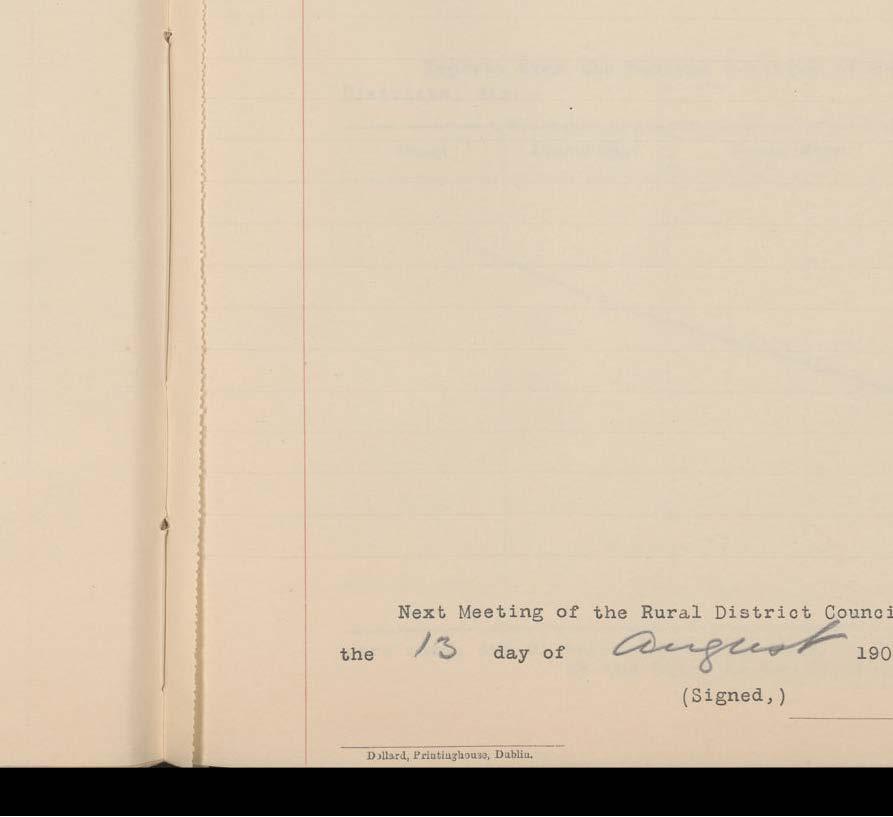 Next Meeting of the Rural District Counci
the 13 day of August 190
(Signed,)
Dollard, Printinghouse, Dublin.